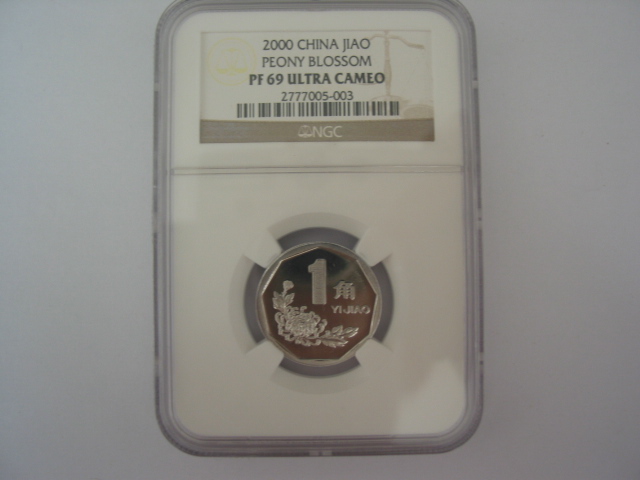 2000 CHINA JIAO
PEONY BLOSSOM
PF 69 ULTRA CAMEO
2777005-003
NGC
1
角
YI JIAO